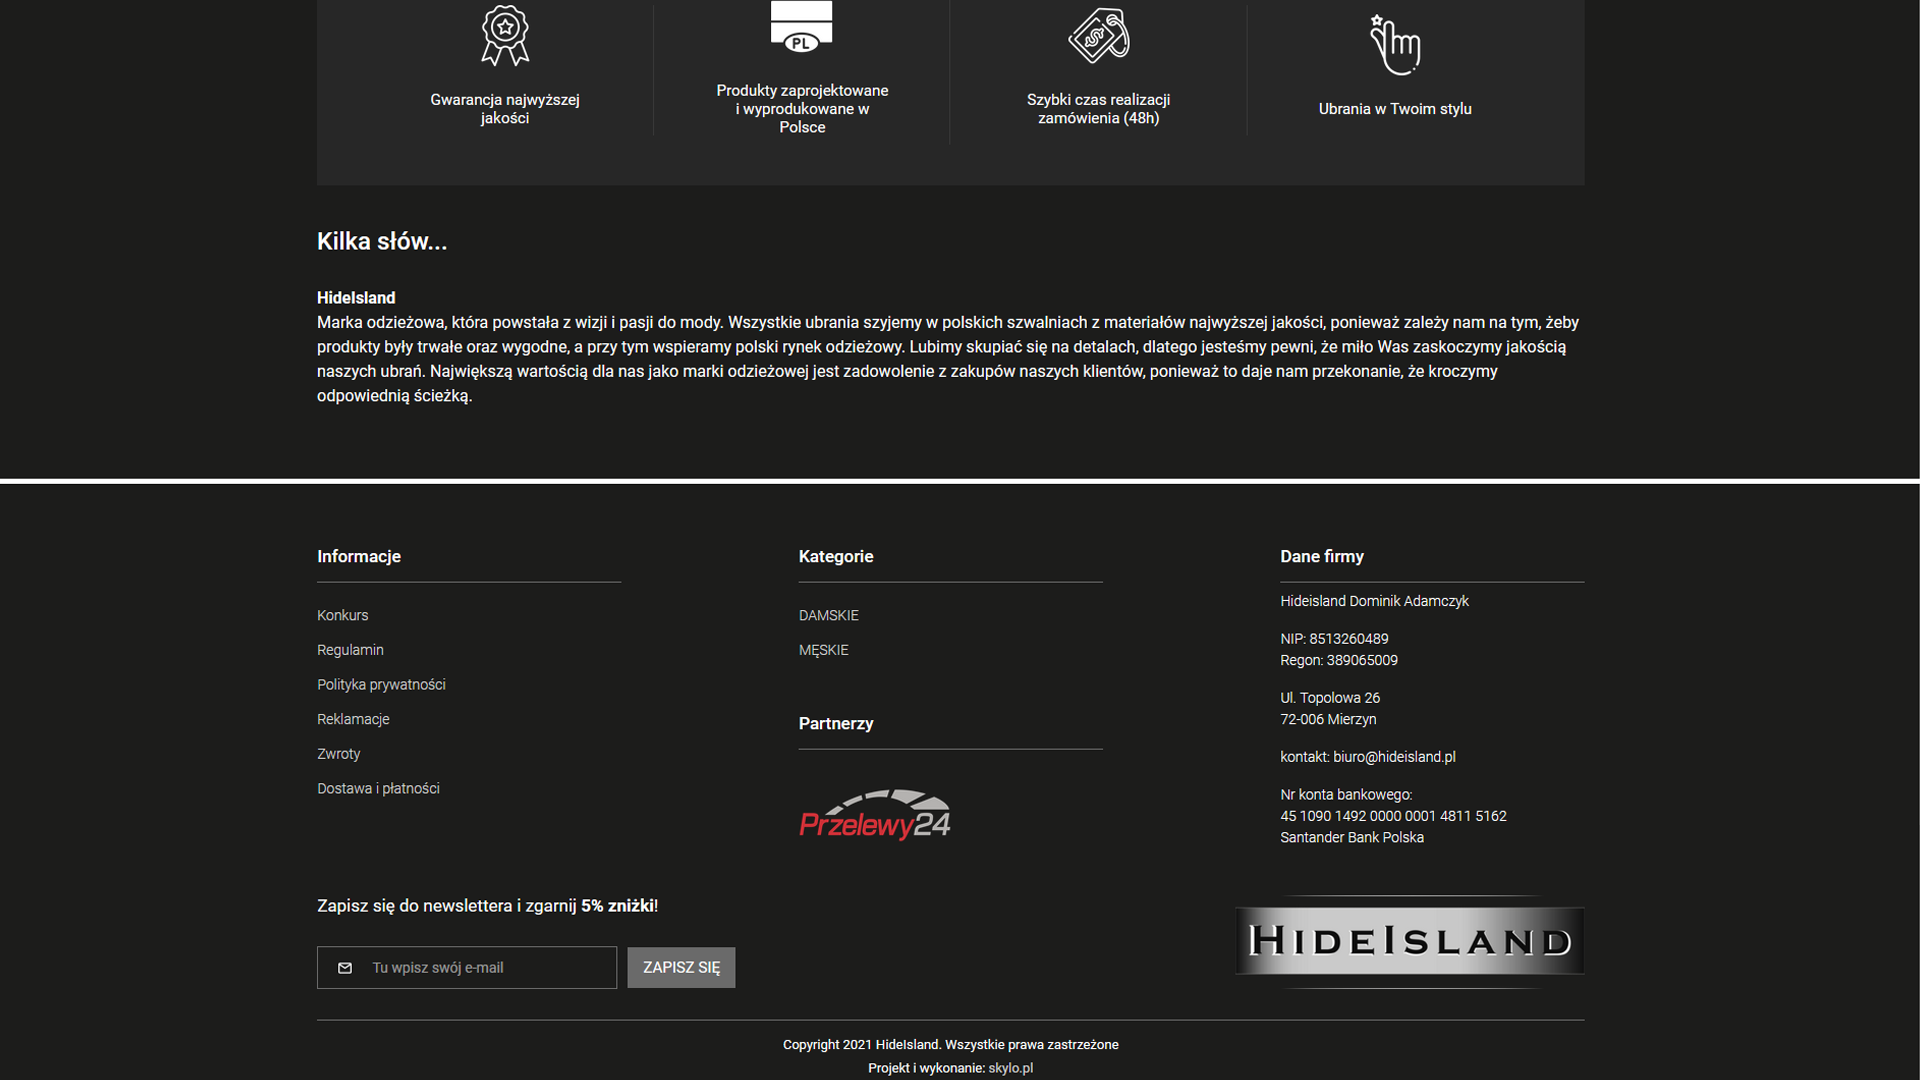 PL
Gwarancja najwyższej
jakości
Produkty zaprojektowane
i wyprodukowane w
Polsce
Szybki czas realizacji
zamówienia (48h)
Ubrania w Twoim stylu
Kilka słów...
HideIsland
Marka odzieżowa, która powstała z wizji i pasji do mody. Wszystkie ubrania szyjemy w polskich szwalniach z materiałów najwyższej jakości, ponieważ zależy nam na tym, żeby
produkty były trwałe oraz wygodne, a przy tym wspieramy polski rynek odzieżowy. Lubimy skupiać się na detalach, dlatego jesteśmy pewni, że miło Was zaskoczymy jakością
naszych ubrań. Największą wartością dla nas jako marki odzieżowej jest zadowolenie z zakupów naszych klientów, ponieważ to daje nam przekonanie, że kroczymy
odpowiednią ścieżką.
Informacje
Konkurs
Regulamin
Polityka prywatności
Reklamacje
Zwroty
Dostawa i płatności
Kategorie
DAMSKIE
MĘSKIE
Partnerzy
Przelewy24
Dane firmy
Hideisland Dominik Adamczyk
NIP: 8513260489
Regon: 389065009
Ul. Topolowa 26
72-006 Mierzyn
kontakt: biuro@hideisland.pl
Nr konta bankowego:
45 1090 1492 0000 0001 4811 5162
Santander Bank Polska
Zapisz się do newslettera i zgarnij 5% zniżki!
Tu wpisz swój e-mail
ZAPISZ SIĘ
HIDEISLAND
Copyright 2021 HideIsland. Wszystkie prawa zastrzeżone
Projekt i wykonanie: skylo.pl